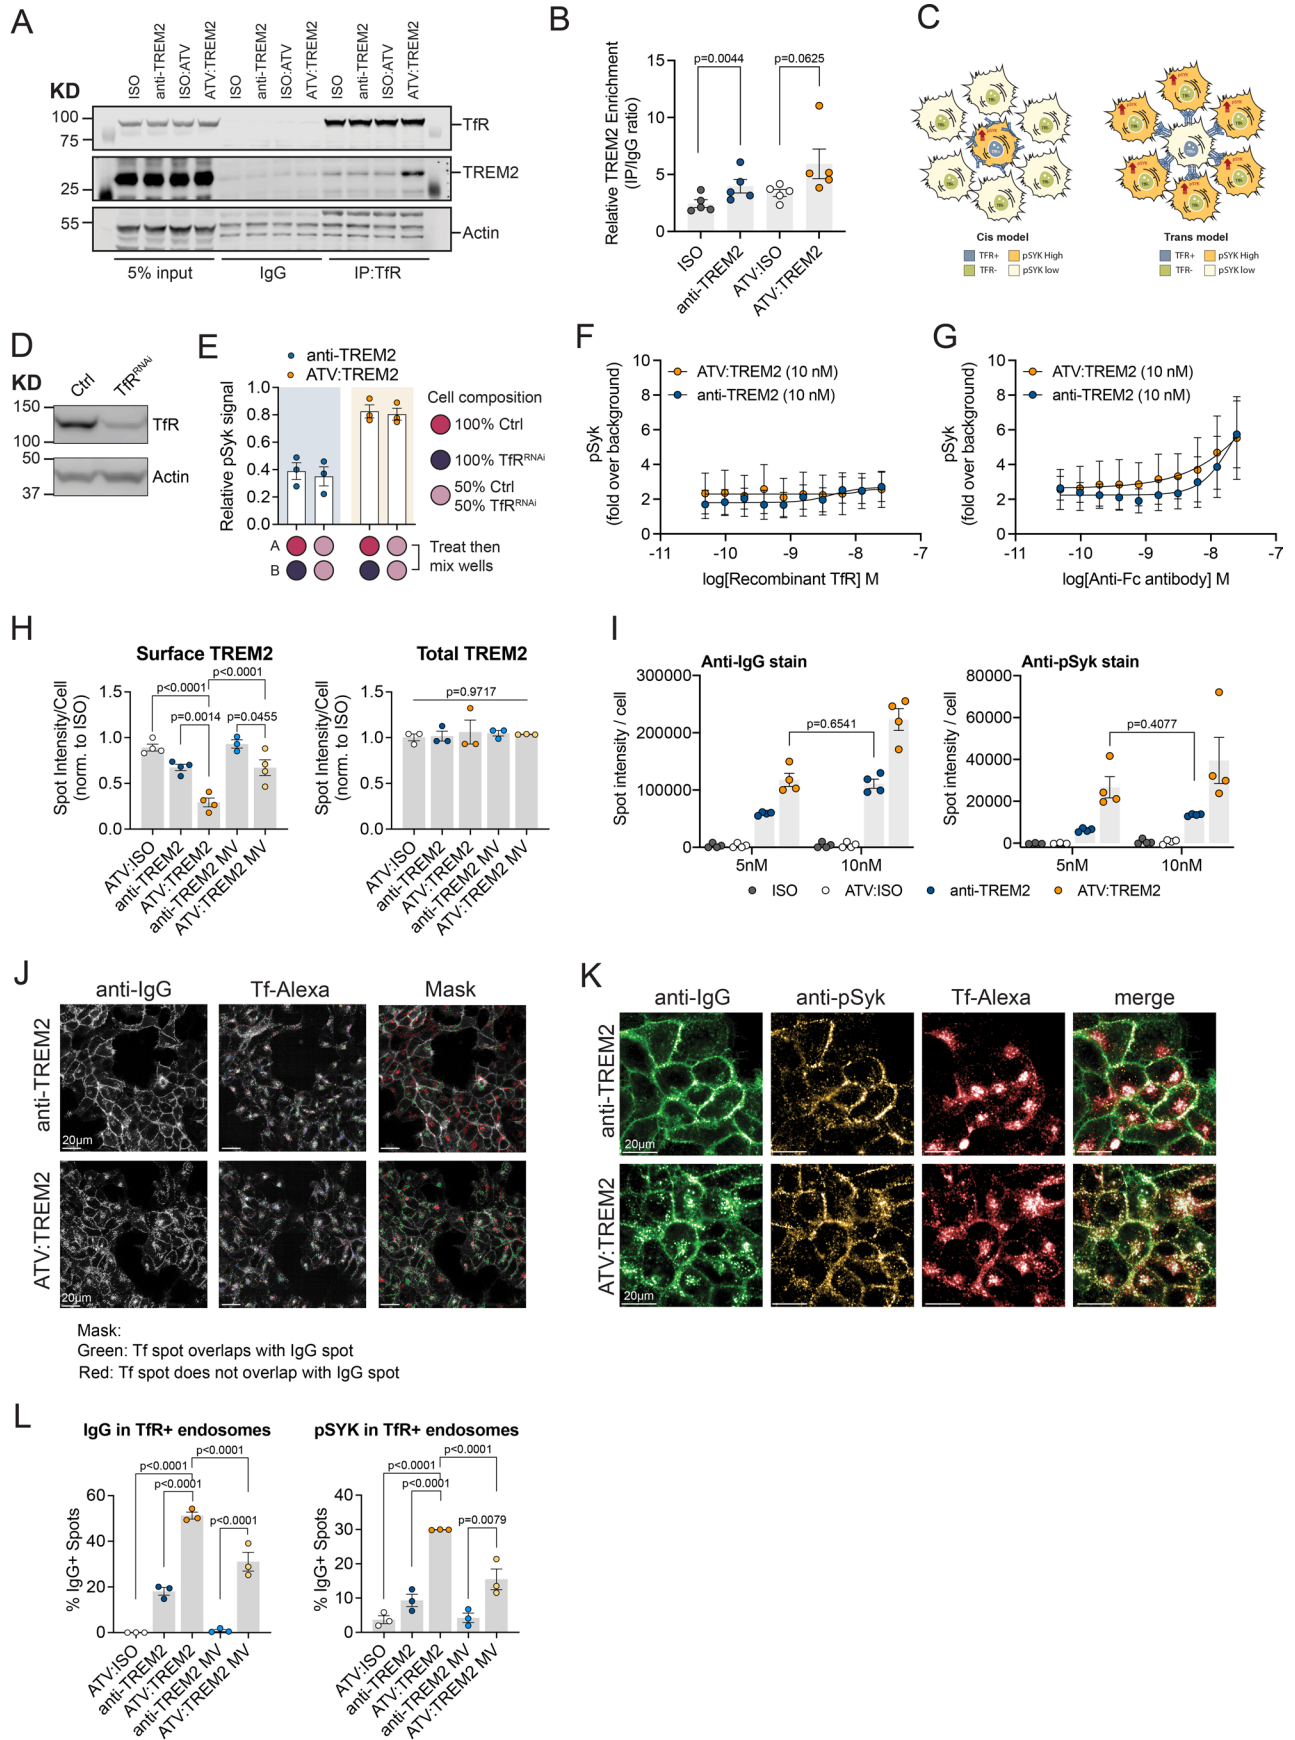 A
KD
ISO
anti-TREM2
ISO:ATV
ATV:TREM2
ISO
anti-TREM2
ISO:ATV
ATV:TREM2
ISO
anti-TREM2
ISO:ATV
ATV:TREM2
100
75
TfR
25
TREM2
55
Actin
5% input
IgG
IP:TfR
B
Relative TREM2 Enrichment
(IP/IgG ratio)
15
10
5
0
p=0.0044
p=0.0625
ISO
anti-TREM2
ATV:ISO
ATV:TREM2
C
Cis model
TFR+
pSYK High
TFR-
pSYK low
Trans model
TFR+
pSYK High
TFR-
pSYK low
D
KD
Ctrl
TfRRNAi
150
100
TfR
50
37
Actin
E
anti-TREM2
ATV:TREM2
Relative pSyk signal
1.0
0.8
0.6
0.4
0.2
0.0
A
B
Cell composition
100% Ctrl
100% TfRRNAi
50% Ctrl
50% TfRRNAi
Treat then
mix wells
F
pSyk
(fold over background)
10
8
6
4
2
0
ATV:TREM2 (10 nM)
anti-TREM2 (10 nM)
-11
-10
-9
-8
-7
log[Recombinant TfR] M
G
pSyk
(fold over background)
10
8
6
4
2
0
ATV:TREM2 (10 nM)
anti-TREM2 (10 nM)
-11
-10
-9
-8
-7
log[Anti-Fc antibody] M
H
Surface TREM2
Spot Intensity/Cell
(norm. to ISO)
1.5
1.0
0.5
0.0
p<0.0001
p<0.0001
p=0.0014
p=0.0455
ATV:ISO
anti-TREM2
ATV:TREM2
anti-TREM2 MV
ATV:TREM2 MV
Total TREM2
Spot Intensity/Cell
(norm. to ISO)
1.5
1.0
0.5
0.0
p=0.9717
ATV:ISO
anti-TREM2
ATV:TREM2
anti-TREM2 MV
ATV:TREM2 MV
I
Anti-IgG stain
Spot intensity / cell
300000
200000
100000
0
p=0.6541
5nM
10nM
Anti-pSyk stain
Spot intensity / cell
80000
60000
40000
20000
0
p=0.4077
5nM
10nM
ISO
ATV:ISO
anti-TREM2
ATV:TREM2
J
anti-IgG
Tf-Alexa
Mask
anti-TREM2
20μm
ATV:TREM2
20μm
Mask:
Green: Tf spot overlaps with IgG spot
Red: Tf spot does not overlap with IgG spot
K
anti-IgG
anti-pSyk
Tf-Alexa
merge
anti-TREM2
20μm
ATV:TREM2
20μm
L
IgG in TfR+ endosomes
% IgG+ Spots
60
40
20
0
p<0.0001
p<0.0001
p<0.0001
p<0.0001
ATV:ISO
anti-TREM2
ATV:TREM2
anti-TREM2 MV
ATV:TREM2 MV
pSYK in TfR+ endosomes
% IgG+ Spots
40
30
20
10
0
p<0.0001
p<0.0001
p<0.0001
p=0.0079
ATV:ISO
anti-TREM2
ATV:TREM2
anti-TREM2 MV
ATV:TREM2 MV